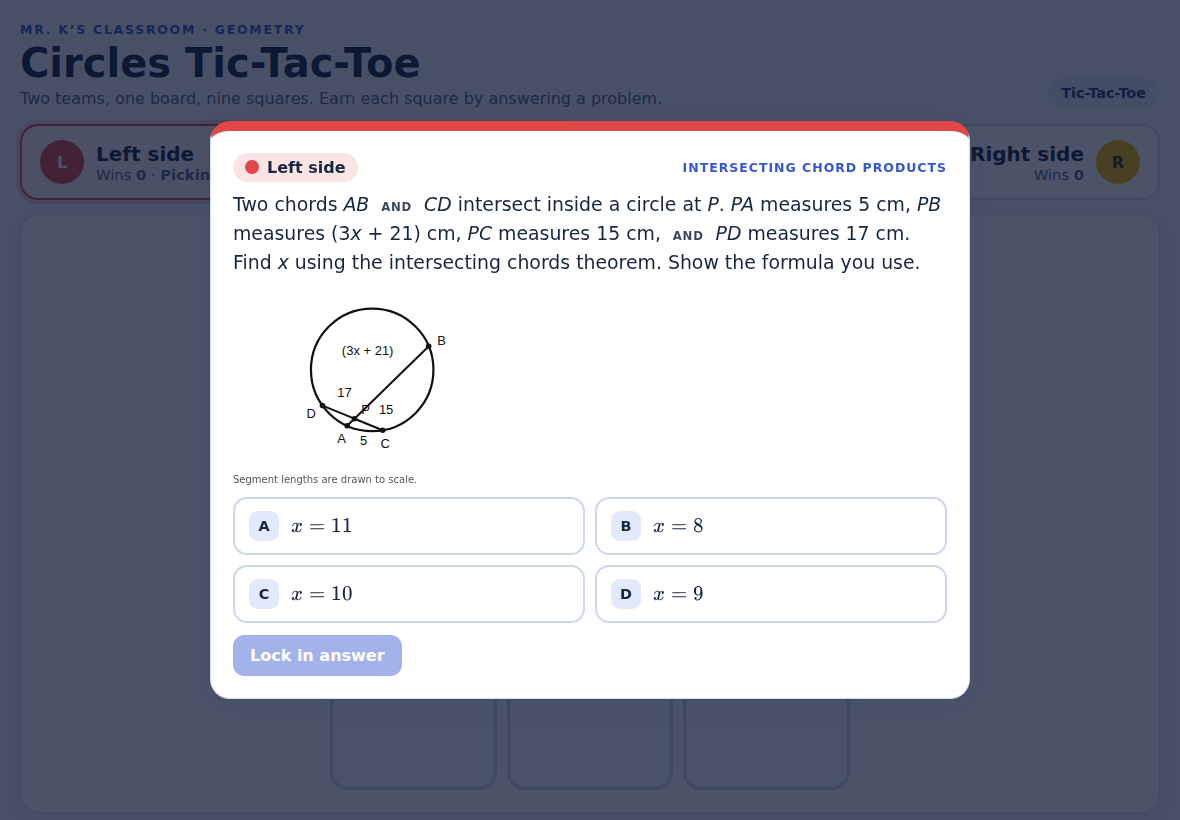 MR. K'S CLASSROOM · GEOMETRY
Circles Tic-Tac-Toe
Two teams, one board, nine squares. Earn each square by answering a problem.
Tic-Tac-Toe
L
Left side
Wins 0 · Pickin
Right side
Wins 0
R
Left side
INTERSECTING CHORD PRODUCTS
Two chords AB AND CD intersect inside a circle at P. PA measures 5 cm, PB
measures (3x + 21) cm, PC measures 15 cm, AND PD measures 17 cm.
Find x using the intersecting chords theorem. Show the formula you use.
B
(3x + 21)
17
P 15
D
A 5 C
Segment lengths are drawn to scale.
A x = 11
B x = 8
C x = 10
D x = 9
Lock in answer